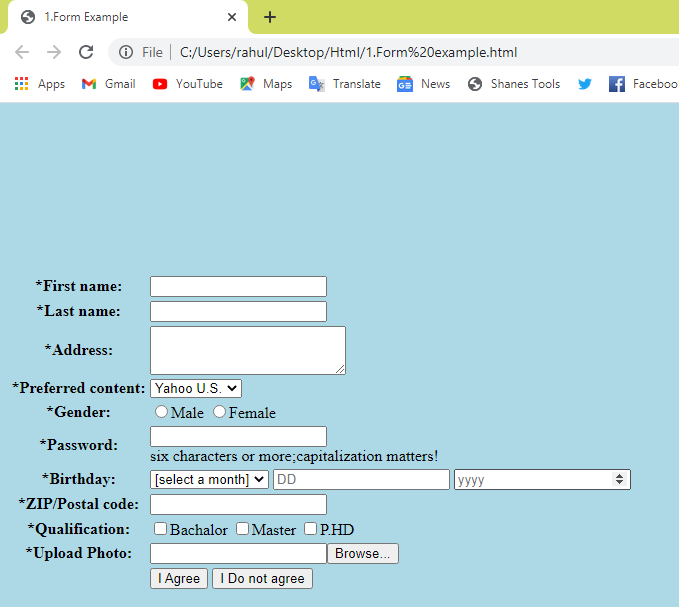 1.Form Example
File | C:/Users/rahul/Desktop/Html/1.Form%20example.html
Apps Gmail YouTube Maps Translate News Shanes Tools Faceboo
*First name:
*Last name:
*Address:
*Preferred content: Yahoo U.S.
*Gender: Male Female
*Password:
six characters or more;capitalization matters!
*Birthday: [select a month] DD yyyy
*ZIP/Postal code:
*Qualification: Bachalor Master P.HD
*Upload Photo: Browse...
I Agree I Do not agree